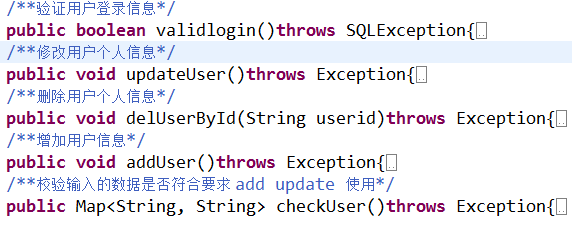 /**验证用户登录信息*/
public boolean validlogin()throws SQLException{
/**修改用户个人信息*/
public void updateUser()throws Exception{
/**删除用户个人信息*/
public void delUserById(String userid)throws Exception{
/**增加用户信息*/
public void addUser()throws Exception{
/**校验输入的数据是否符合要求 add update 使用*/
public Map<String, String> checkUser()throws Exception{